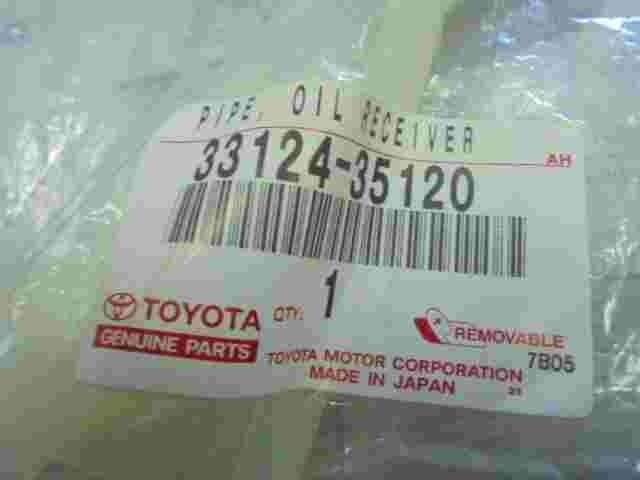 PIPE, OIL RECEIVER
AH
33124-35120
1
TOYOTA QTY.
REMOVABLE
GENUINE PARTS
7B05
TOYOTA MOTOR CORPORATION
MADE IN JAPAN